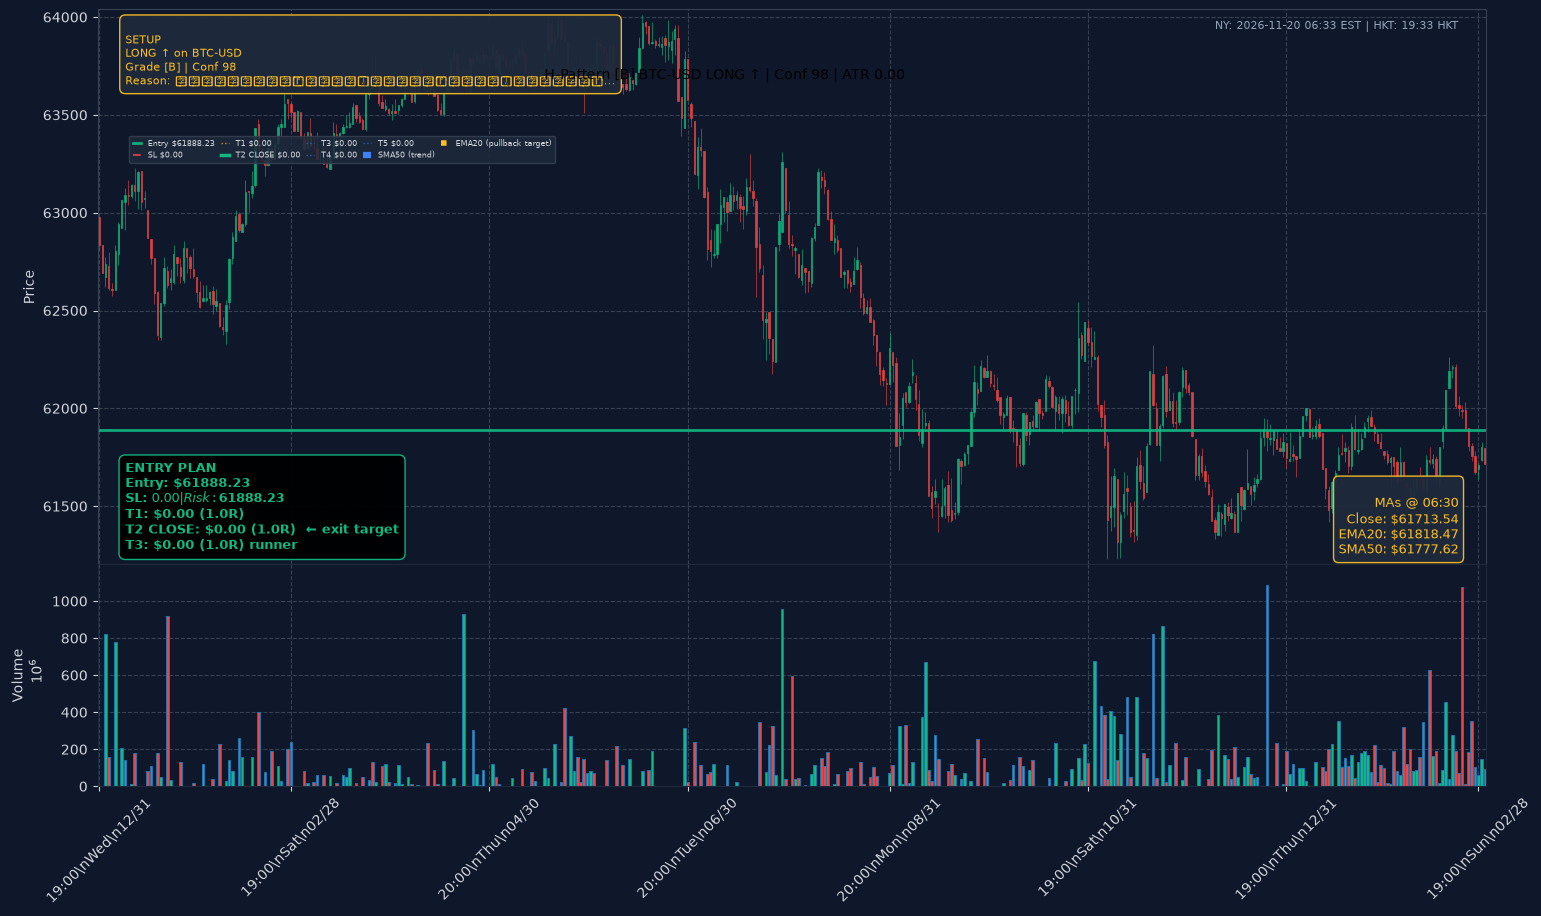 NY: 2026-11-20 06:33 EST | HKT: 19:33 HKT
SETUP
LONG ↑ on BTC-USD
Grade [B] | Conf 98
Reason:
H-Pattern [B] BTC-USD LONG ↑ | Conf 98 | ATR 0.00
Entry $61888.23
SL $0.00
T1 $0.00
T2 CLOSE $0.00
T3 $0.00
T4 $0.00
T5 $0.00
SMA50 (trend)
EMA20 (pullback target)
Price
64000
63500
63000
62500
62000
61500
ENTRY PLAN
Entry: $61888.23
SL: 0.00|Risk:61888.23
T1: $0.00 (1.0R)
T2 CLOSE: $0.00 (1.0R) ← exit target
T3: $0.00 (1.0R) runner
MAs @ 06:30
Close: $61713.54
EMA20: $61818.47
SMA50: $61777.62
Volume
10⁶
1000
800
600
400
200
0
19:00\nWed\n12/31
19:00\nSat\n02/28
20:00\nThu\n04/30
20:00\nTue\n06/30
20:00\nMon\n08/31
19:00\nSat\n10/31
19:00\nThu\n12/31
19:00\nSun\n02/28